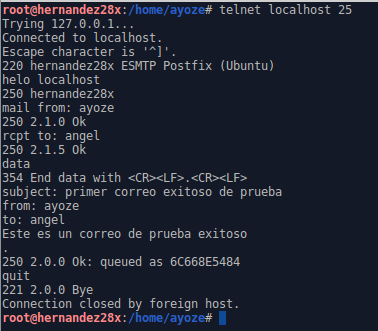 root@hernandez28x:/home/ayoze# telnet localhost 25
Trying 127.0.0.1...
Connected to localhost.
Escape character is '^]'.
220 hernandez28x ESMTP Postfix (Ubuntu)
helo localhost
250 hernandez28x
mail from: ayoze
250 2.1.0 Ok
rcpt to: angel
250 2.1.5 Ok
data
354 End data with <CR><LF>.<CR><LF>
subject: primer correo exitoso de prueba
from: ayoze
to: angel
Este es un correo de prueba exitoso
.
250 2.0.0 Ok: queued as 6C668E5484
quit
221 2.0.0 Bye
Connection closed by foreign host.
root@hernandez28x:/home/ayoze#